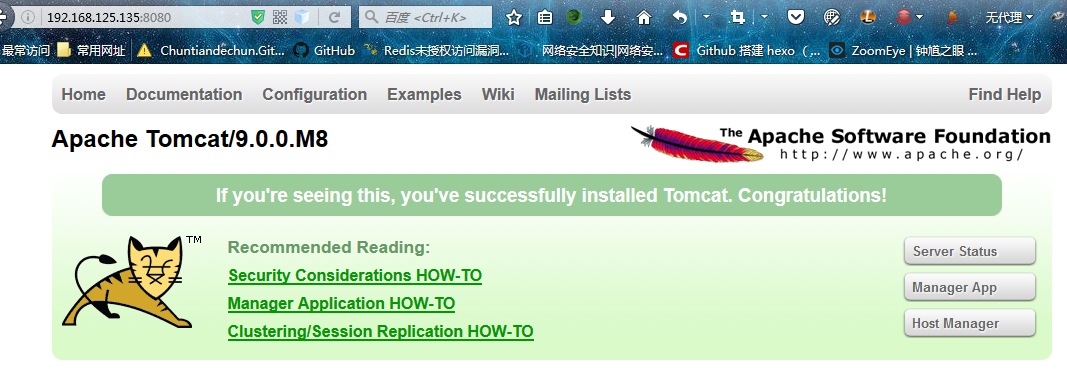 192.168.125.135:8080
百度 <Ctrl+K>
无代理
最常访问 常用网址 Chuntiandechun.Git... GitHub Redis未授权访问漏洞... 网络安全知识|网络安... Github 搭建 hexo （... ZoomEye | 钟馗之眼 ...
Home Documentation Configuration Examples Wiki Mailing Lists Find Help
Apache Tomcat/9.0.0.M8
The Apache Software Foundation
http://www.apache.org/
If you're seeing this, you've successfully installed Tomcat. Congratulations!
TM
Recommended Reading:
Security Considerations HOW-TO
Manager Application HOW-TO
Clustering/Session Replication HOW-TO
Server Status
Manager App
Host Manager